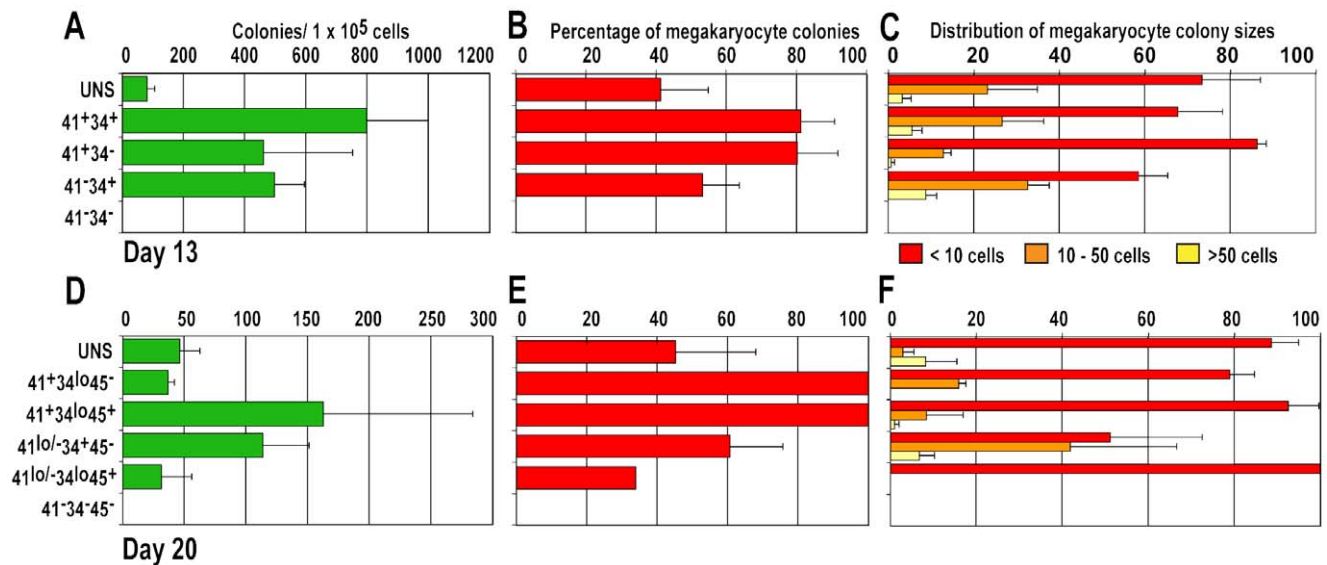 A
Colonies/ 1 x 10⁵ cells
0 200 400 600 800 1000 1200
UNS
41⁺34⁺
41⁺34⁻
41⁻34⁺
41⁻34⁻
Day 13
B
Percentage of megakaryocyte colonies
0 20 40 60 80 100
C
Distribution of megakaryocyte colony sizes
0 20 40 60 80 100
< 10 cells 10 - 50 cells >50 cells
D
0 50 100 150 200 250 300
UNS
41⁺34ˡᵒ45⁻
41⁺34ˡᵒ45⁺
41ˡᵒ/⁻34⁺45⁻
41ˡᵒ/⁻34ˡᵒ45⁺
41⁻34⁻45⁻
Day 20
E
0 20 40 60 80 100
F
0 20 40 60 80 100